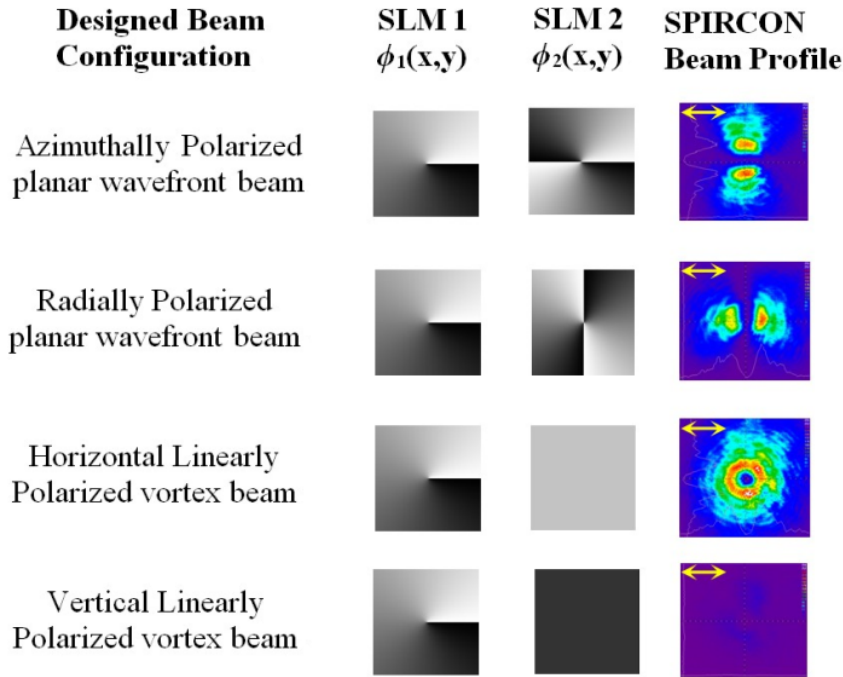 Designed Beam
Configuration
SLM 1
ϕ₁(x,y)
SLM 2
ϕ₂(x,y)
SPIRCON
Beam Profile
Azimuthally Polarized
planar wavefront beam
Radially Polarized
planar wavefront beam
Horizontal Linearly
Polarized vortex beam
Vertical Linearly
Polarized vortex beam